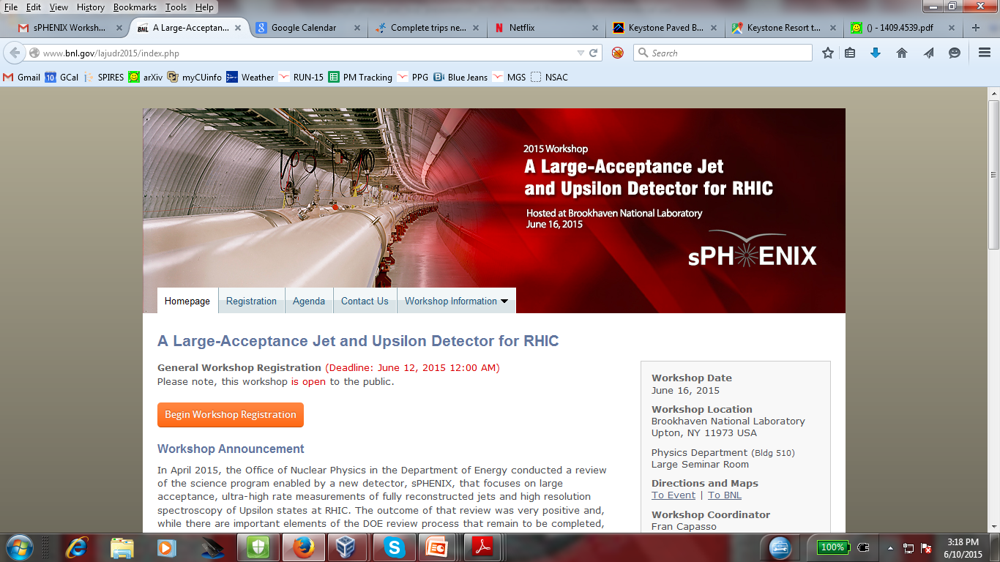 File Edit View History Bookmarks Tools Help
sPHENIX Worksh... A Large-Acceptan... Google Calendar Complete trips ne... Netflix Keystone Paved B... Keystone Resort t... () - 1409.4539.pdf
www.bnl.gov/lajudr2015/index.php Search
Gmail 10 GCal SPIRES arXiv myCUinfo Weather RUN-15 PM Tracking PPG Blue Jeans MGS NSAC
2015 Workshop
A Large-Acceptance Jet
and Upsilon Detector for RHIC
Hosted at Brookhaven National Laboratory
June 16, 2015
sPHENIX
Homepage Registration Agenda Contact Us Workshop Information
A Large-Acceptance Jet and Upsilon Detector for RHIC
General Workshop Registration (Deadline: June 12, 2015 12:00 AM)
Please note, this workshop is open to the public.
Begin Workshop Registration
Workshop Announcement
In April 2015, the Office of Nuclear Physics in the Department of Energy conducted a review
of the science program enabled by a new detector, sPHENIX, that focuses on large
acceptance, ultra-high rate measurements of fully reconstructed jets and high resolution
spectroscopy of Upsilon states at RHIC. The outcome of that review was very positive and,
while there are important elements of the DOE review process that remain to be completed,
Workshop Date
June 16, 2015
Workshop Location
Brookhaven National Laboratory
Upton, NY 11973 USA
Physics Department (Bldg 510)
Large Seminar Room
Directions and Maps
To Event | To BNL
Workshop Coordinator
Fran Capasso
100%
3:18 PM
6/10/2015